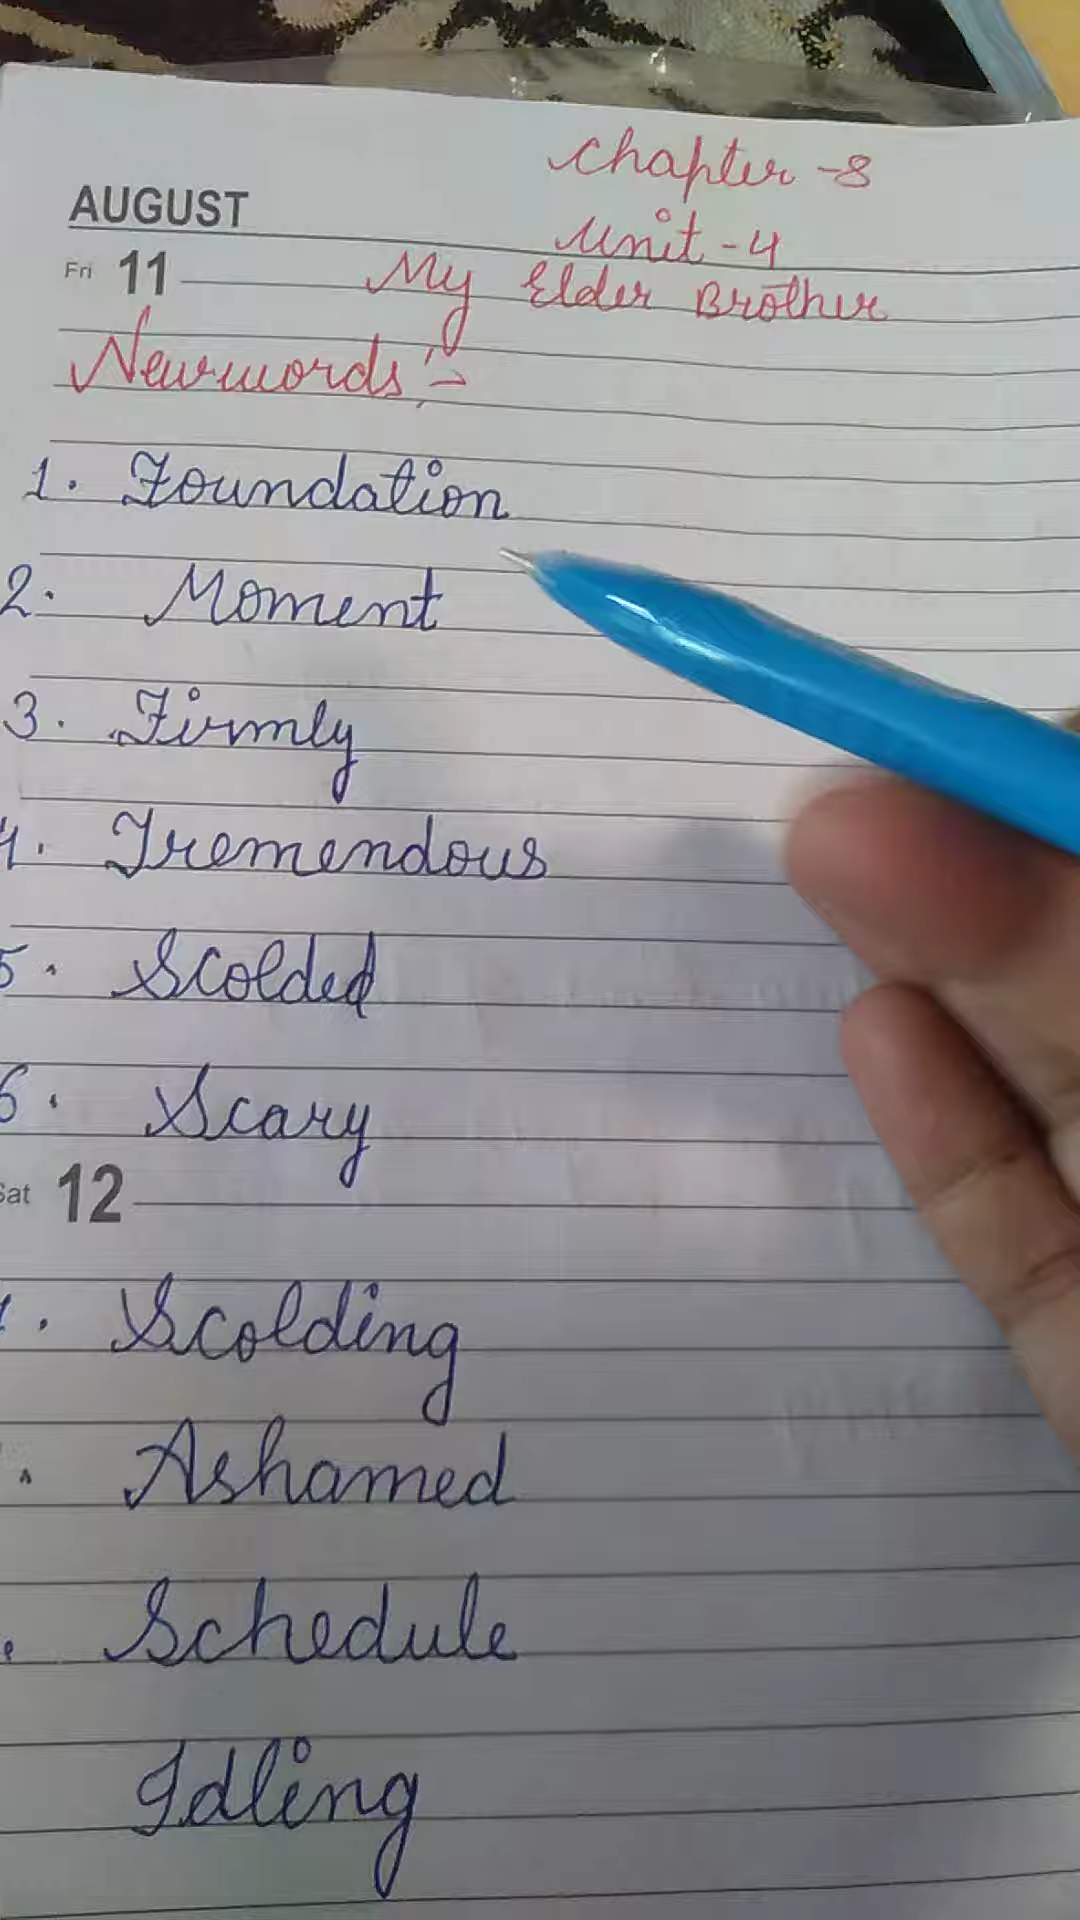 Chapter -8
AUGUST
Unit -4
Fri 11
My Elder Brother
Newwords :-
1. Foundation
2. Moment
3. Firmly
4. Tremendous
5. Scolded
6. Scary
Sat 12
. Scolding
. Ashamed
. Schedule
Idling